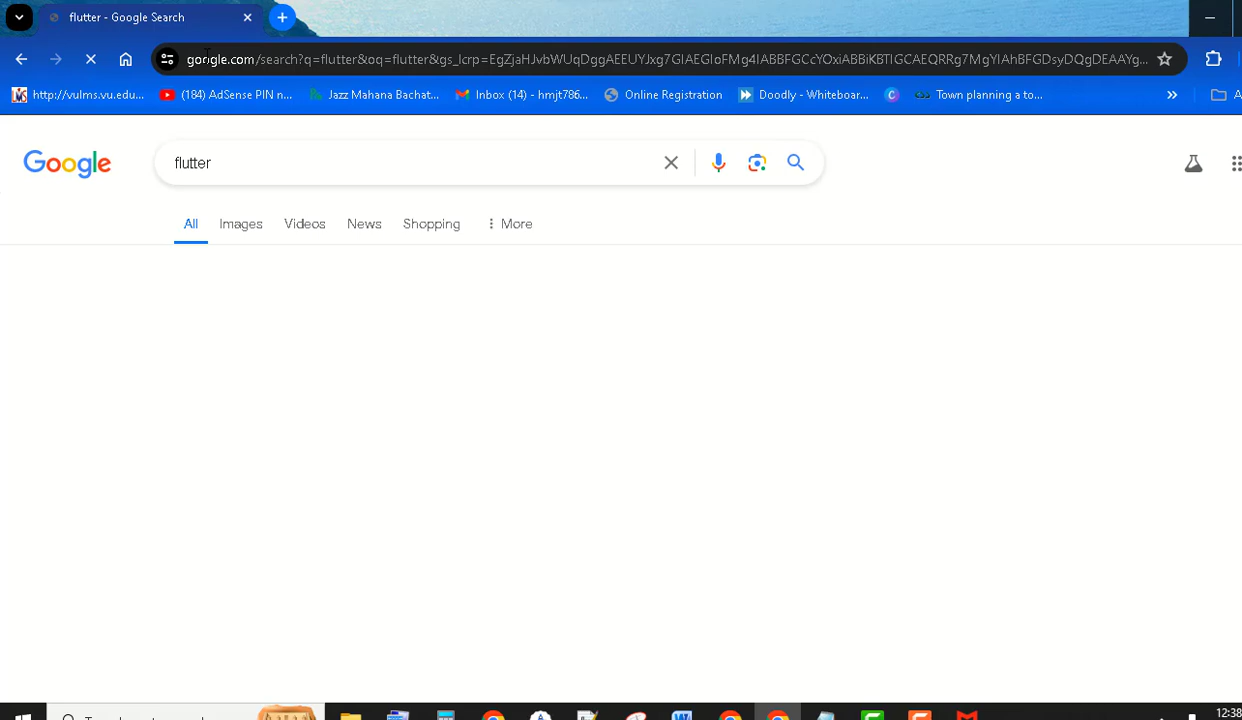 flutter - Google Search
google.com/search?q=flutter&oq=flutter&gs_lcrp=EgZjaHJvbWUqDggAEEUYJxg7GIAEGIoFMg4IABBFGCcYOxiABBiKBTIGCAEQRRg7MgYIAhBFGDsyDQgDEAAYg...
http://vulms.vu.edu... (184) AdSense PIN n... Jazz Mahana Bachat... Inbox (14) - hmjt786... Online Registration Doodly - Whiteboar... Town planning a to... »
Google flutter
All Images Videos News Shopping More
12:38